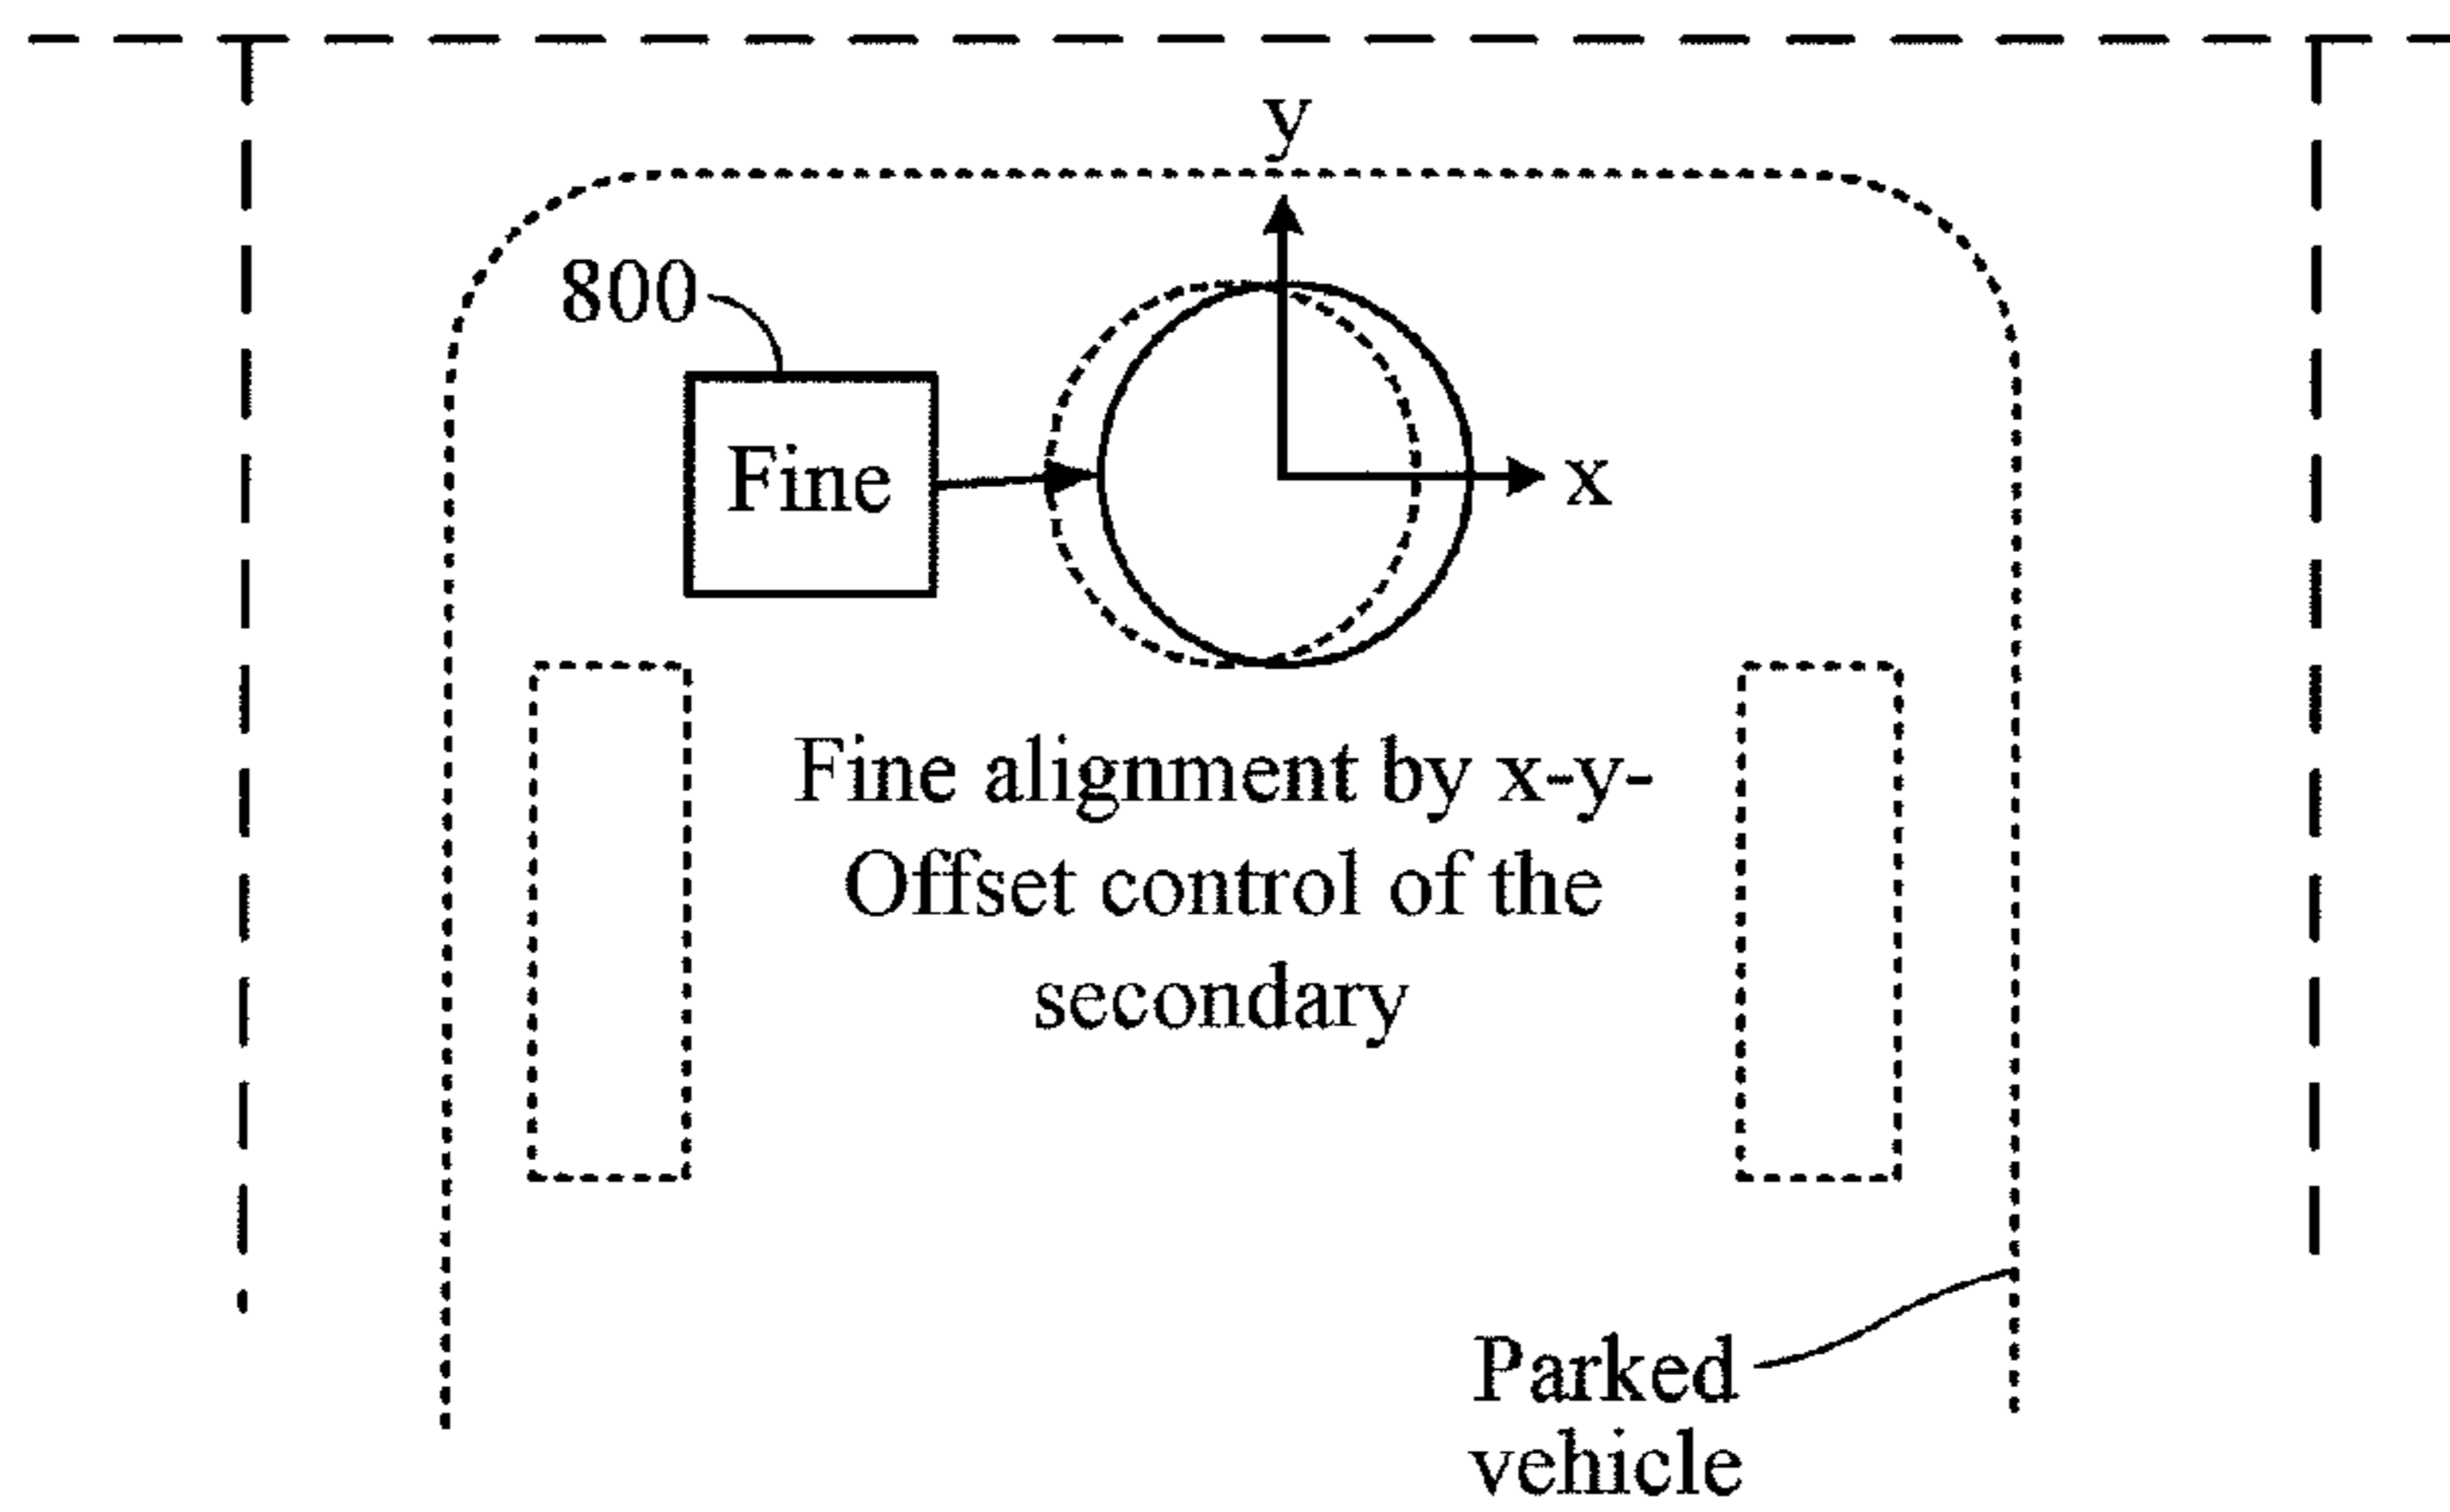 y
800
Fine
x
Fine alignment by x-y-
Offset control of the
secondary
Parked
vehicle